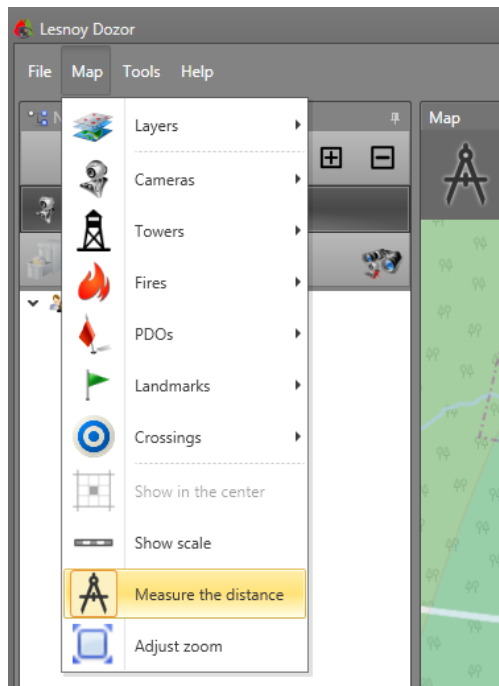 Lesnoy Dozor
File Map Tools Help
Map
Layers
Cameras
Towers
Fires
PDOs
Landmarks
Crossings
Show in the center
Show scale
Measure the distance
Adjust zoom